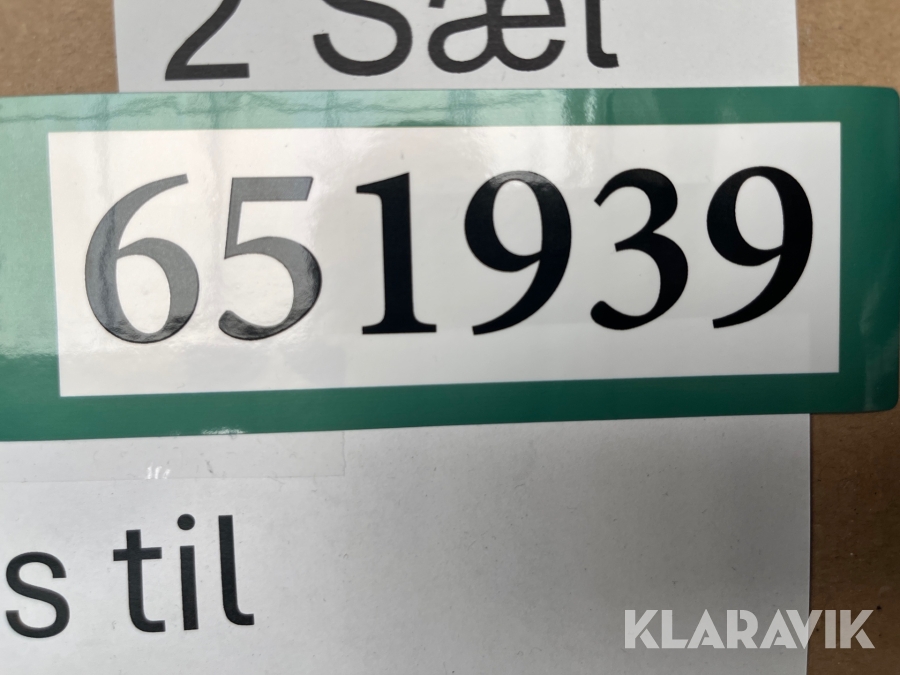 2 Sæt
651939
s til
KLARAVIK